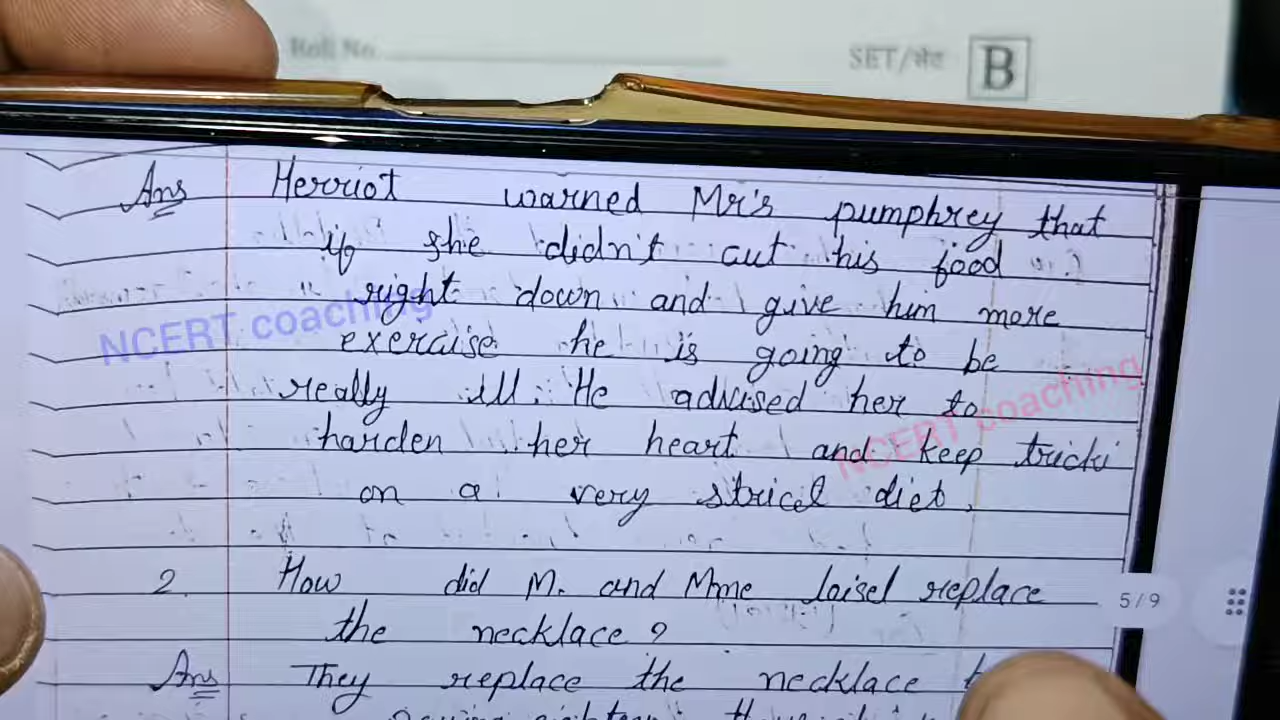 Roll No.
SET/सेट B
Ans Herriot warned Mr's pumphrey that
if she didn't cut his food
right down and give him more
exercise he is going to be
really ill. He advised her to
harden her heart and keep tricki
on a very strict diet.
2. How did M. and Mme loisel replace
the necklace ?
Ans They replace the necklace
NCERT coaching
NCERT coaching
5/9